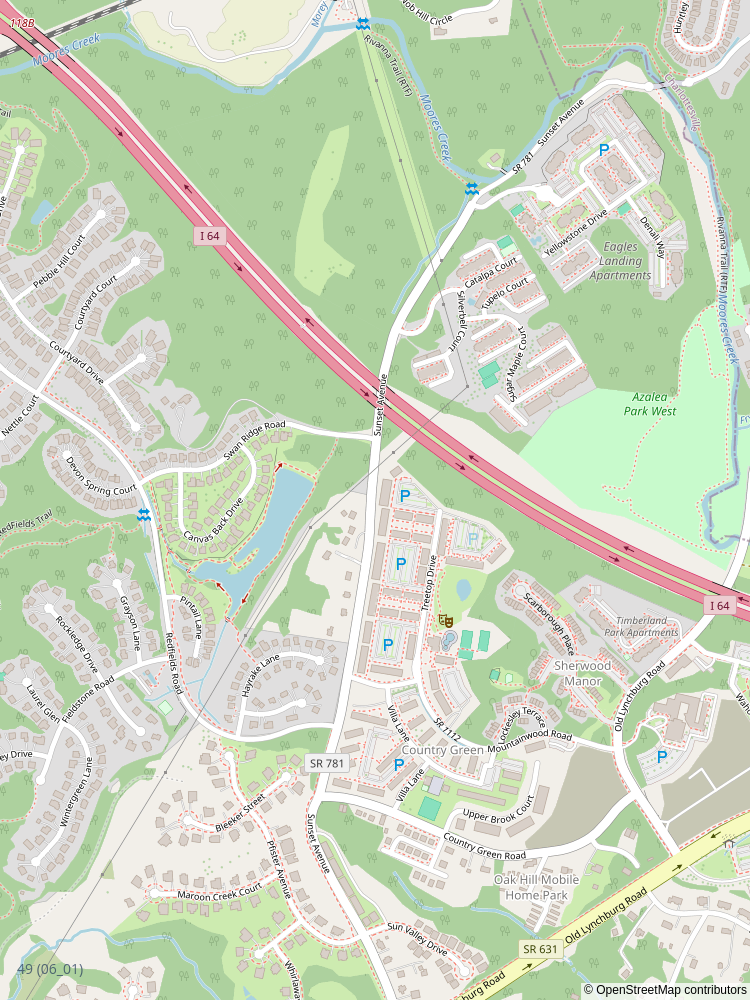 118B
Moores Creek
Morey
Nob Hill Circle
Huntley
Rivanna Trail (RTF)
Moores Creek
Charlottesville
SR 781
Sunset Avenue
P
I 64
Pebble Hill Court
Courtyard Court
Yellowstone Drive
Denali Way
Eagles
Landing
Apartments
Rivanna Trail (RTF)
Moores Creek
Catalpa Court
Tupelo Court
Silverbell Court
Sugar Maple Court
Courtyard Drive
Nettle Court
Sunset Avenue
Azalea
Park West
Swan Ridge Road
Devon Spring Court
Canvas Back Drive
RedFields Trail
P
P
P
P
Treetop Drive
Grayson Lane
Rockledge Drive
Pintail Lane
Redfields Road
Hayrake Lane
Fieldstone Road
Laurel Glen
Wintergreen Lane
Scarborough Place
Timberland
Park Apartments
I 64
Sherwood
Manor
Old Lynchburg Road
Lockesley Terrace
Mountainwood Road
Villa Lane
SR 1112
Country Green
P
P
SR 781
Villa Lane
Upper Brook Court
Country Green Road
Bleeker Street
Sunset Avenue
Pfister Avenue
Maroon Creek Court
Oak Hill Mobile
Home Park
Sun Valley Drive
Old Lynchburg Road
SR 631
49 (06_01)
© OpenStreetMap contributors